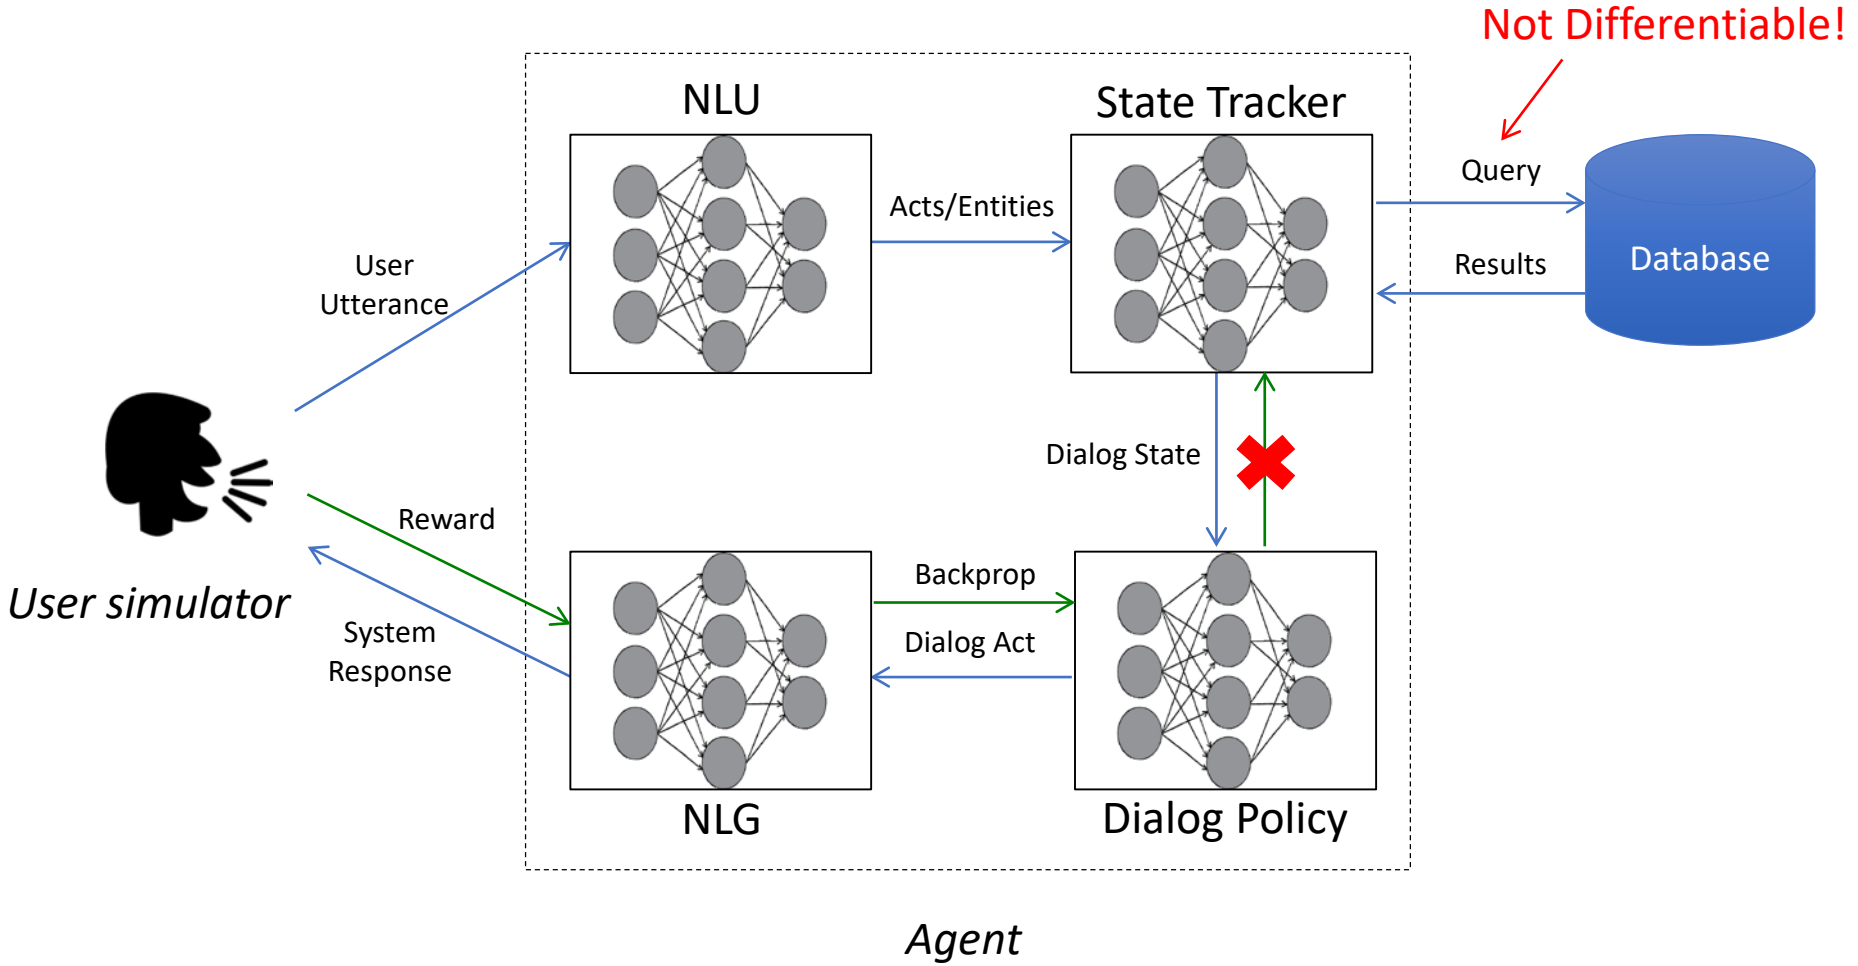 Not Differentiable!
NLU
State Tracker
Query
Acts/Entities
Database
User
Utterance
Results
Dialog State
Reward
Backprop
User simulator
System
Response
Dialog Act
NLG
Dialog Policy
Agent